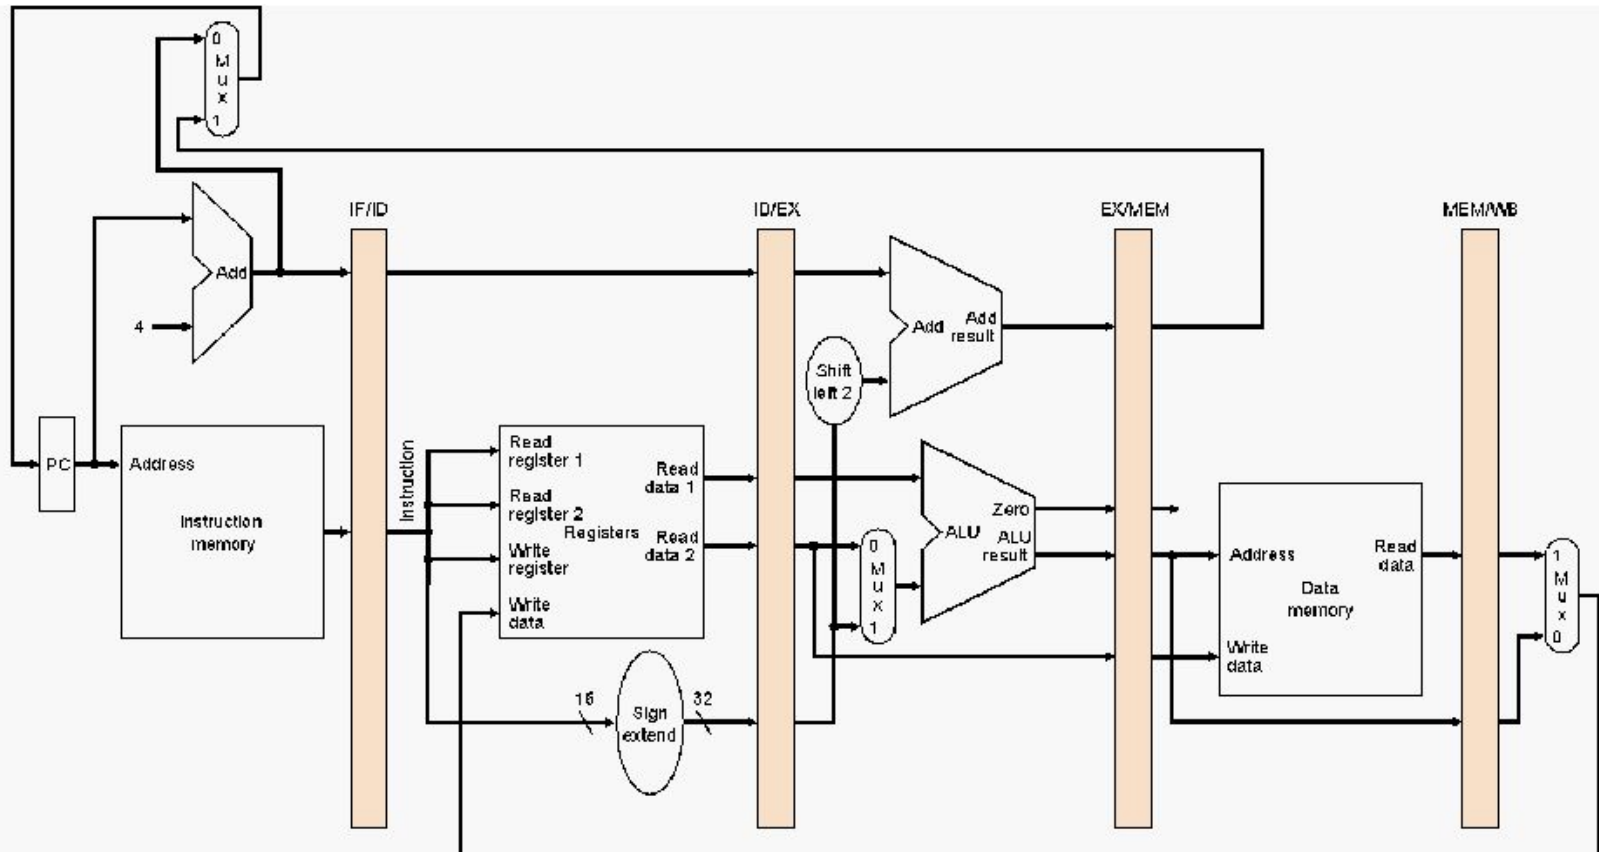 0
M
u
x
1
IF/ID
ID/EX
EX/MEM
MEM/WB
Add
4
Add
Add
result
Shift
left 2
PC
Address
Instruction
memory
Instruction
Read
register 1
Read
register 2
Registers
Write
register
Write
data
Read
data 1
Read
data 2
0
M
u
x
1
Zero
ALU
ALU
result
Address
Read
data
Data
memory
Write
data
1
M
u
x
0
16
Sign
extend
32